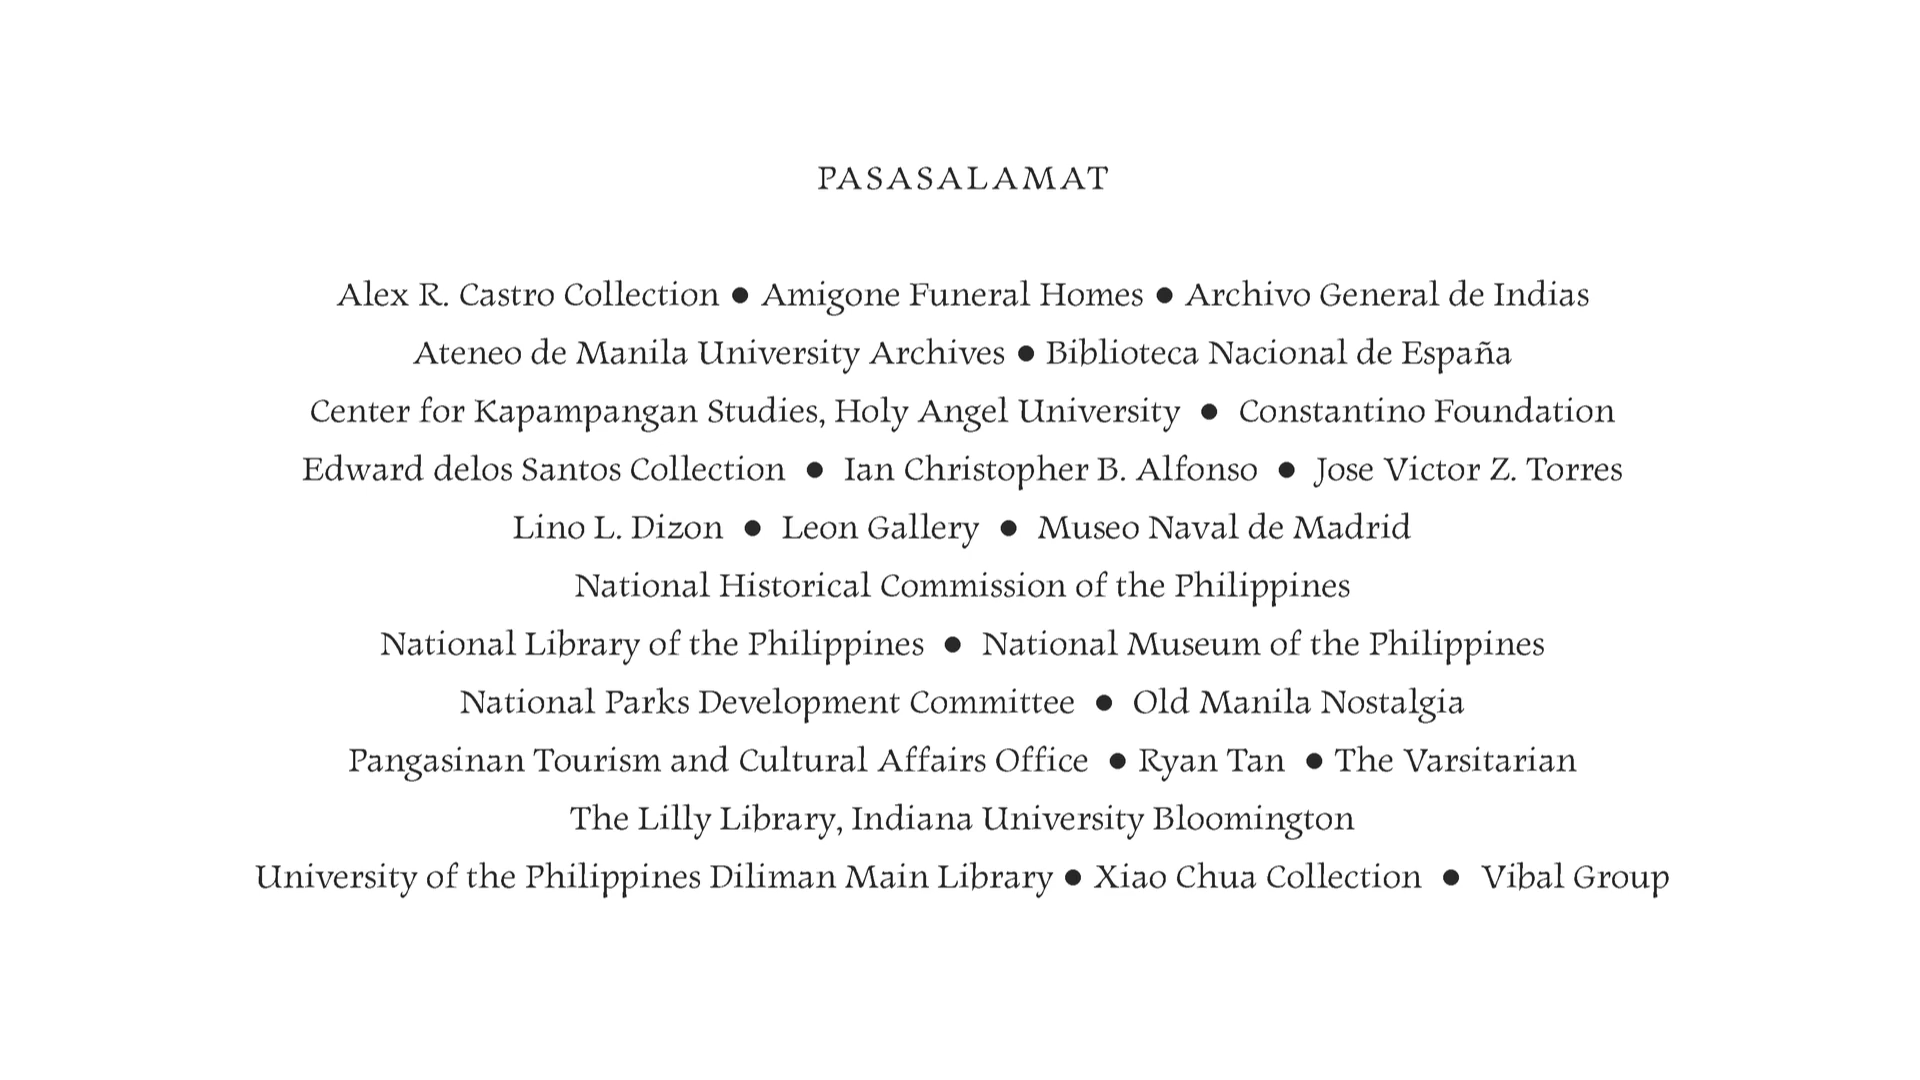 PASASALAMAT
Alex R. Castro Collection ● Amigone Funeral Homes ● Archivo General de Indias
Ateneo de Manila University Archives ● Biblioteca Nacional de España
Center for Kapampangan Studies, Holy Angel University ● Constantino Foundation
Edward delos Santos Collection ● Ian Christopher B. Alfonso ● Jose Victor Z. Torres
Lino L. Dizon ● Leon Gallery ● Museo Naval de Madrid
National Historical Commission of the Philippines
National Library of the Philippines ● National Museum of the Philippines
National Parks Development Committee ● Old Manila Nostalgia
Pangasinan Tourism and Cultural Affairs Office ● Ryan Tan ● The Varsitarian
The Lilly Library, Indiana University Bloomington
University of the Philippines Diliman Main Library ● Xiao Chua Collection ● Vibal Group